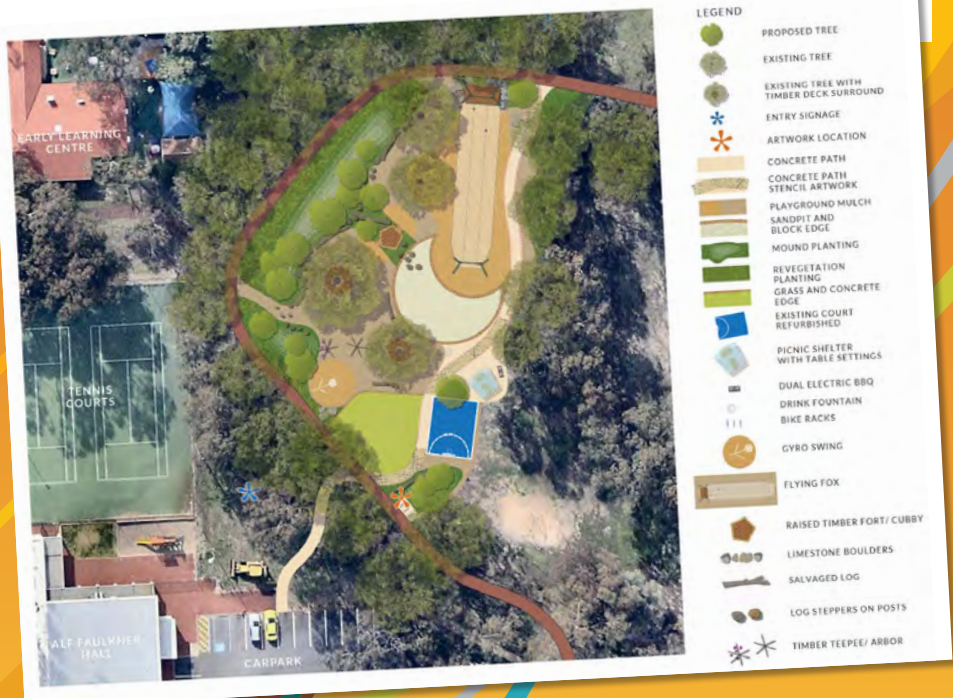 EARLY LEARNING
CENTRE
TENNIS
COURTS
ALF FAULKNER
HALL
CARPARK
LEGEND
PROPOSED TREE
EXISTING TREE
EXISTING TREE WITH
TIMBER DECK SURROUND
ENTRY SIGNAGE
ARTWORK LOCATION
CONCRETE PATH
CONCRETE PATH
STENCIL ARTWORK
PLAYGROUND MULCH
SANDPIT AND
BLOCK EDGE
MOUND PLANTING
REVEGETATION
PLANTING
GRASS AND CONCRETE
EDGE
EXISTING COURT
REFURBISHED
PICNIC SHELTER
WITH TABLE SETTINGS
DUAL ELECTRIC BBQ
DRINK FOUNTAIN
BIKE RACKS
GYRO SWING
FLYING FOX
RAISED TIMBER FORT/ CUBBY
LIMESTONE BOULDERS
SALVAGED LOG
LOG STEPPERS ON POSTS
TIMBER TEEPEE/ ARBOR